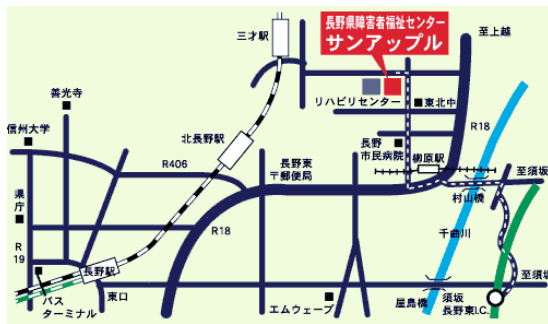 長野県障害者福祉センター
サンアップル
三才駅
至上越
善光寺
リハビリセンター
東北中
R18
信州大学
北長野駅
長野
市民病院
柳原駅
R406
長野東
〒郵便局
県庁
村山橋
至須坂
R
19
R18
千曲川
長野駅
至須坂
バス
ターミナル
東口
エムウェーブ
屋島橋
須坂
長野東I.C.